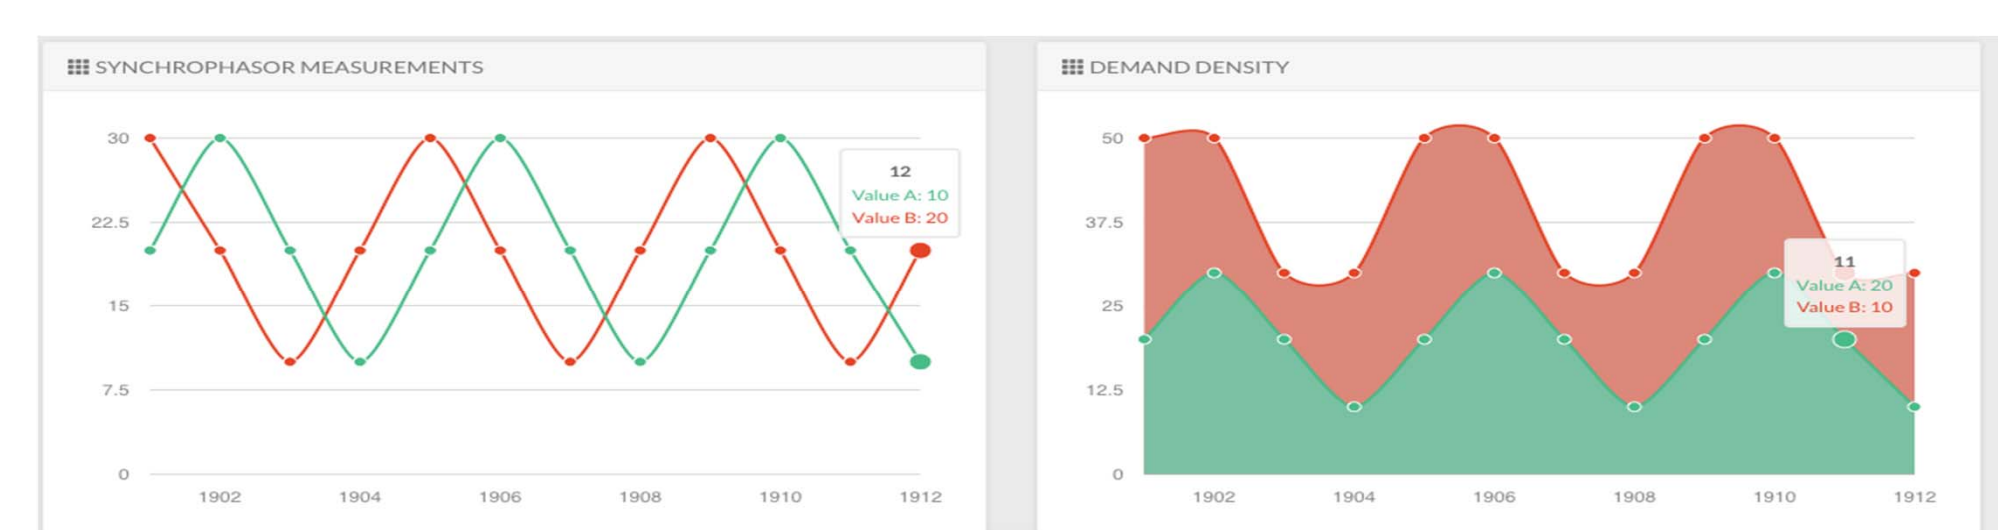 SYNCHROPHASOR MEASUREMENTS
30
22.5
15
7.5
0
12
Value A: 10
Value B: 20
1902 1904 1906 1908 1910 1912
DEMAND DENSITY
50
37.5
25
12.5
0
11
Value A: 20
Value B: 10
1902 1904 1906 1908 1910 1912